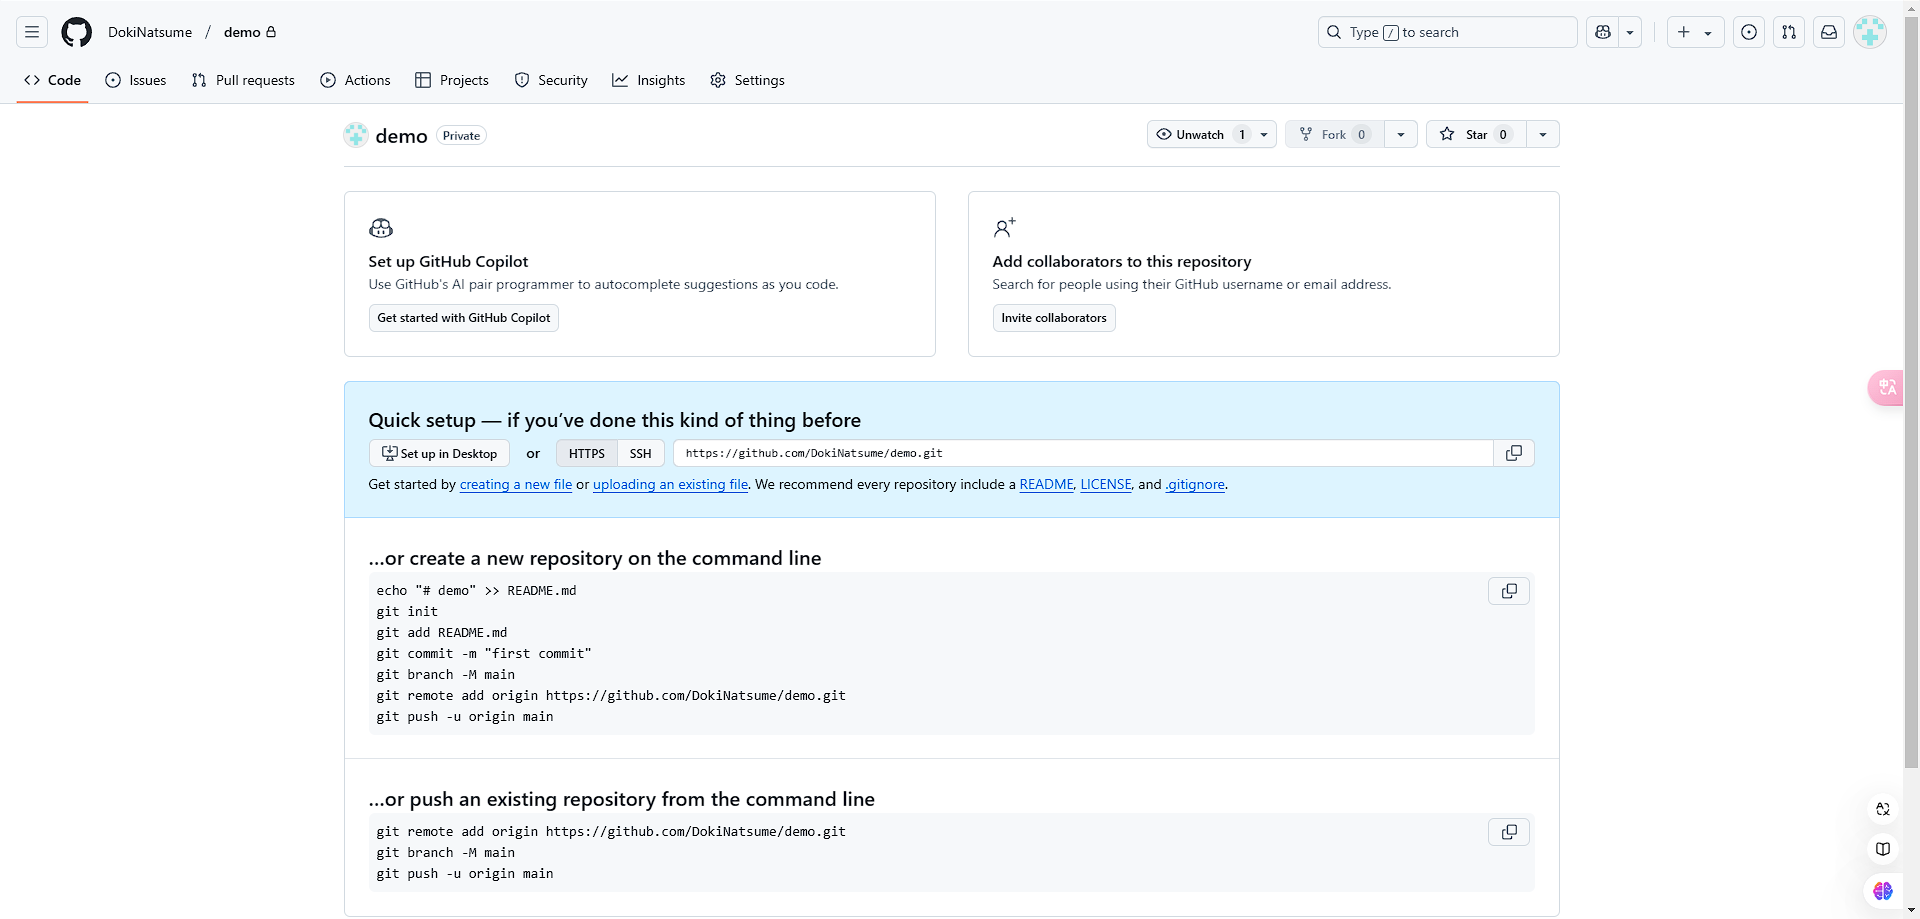 DokiNatsume / demo
Type / to search
Code Issues Pull requests Actions Projects Security Insights Settings
demo Private
Unwatch 1 Fork 0 Star 0
Set up GitHub Copilot
Use GitHub's AI pair programmer to autocomplete suggestions as you code.
Get started with GitHub Copilot
Add collaborators to this repository
Search for people using their GitHub username or email address.
Invite collaborators
Quick setup — if you’ve done this kind of thing before
Set up in Desktop or HTTPS SSH https://github.com/DokiNatsume/demo.git
Get started by creating a new file or uploading an existing file. We recommend every repository include a README, LICENSE, and .gitignore.
…or create a new repository on the command line
echo "# demo" >> README.md
git init
git add README.md
git commit -m "first commit"
git branch -M main
git remote add origin https://github.com/DokiNatsume/demo.git
git push -u origin main
…or push an existing repository from the command line
git remote add origin https://github.com/DokiNatsume/demo.git
git branch -M main
git push -u origin main